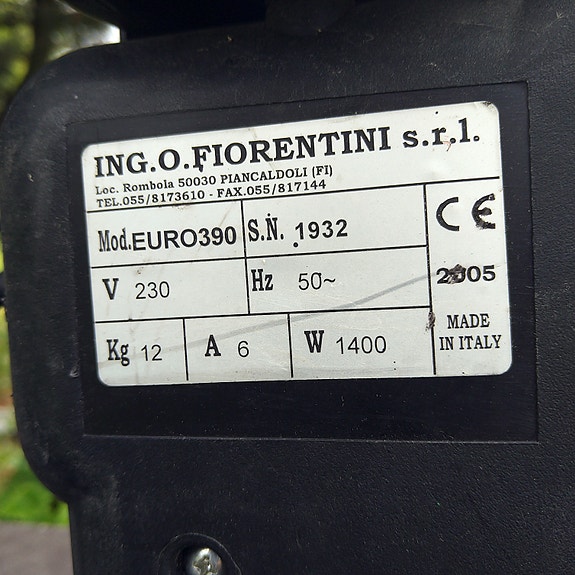 ING.O.FIORENTINI s.r.l.
Loc. Rombola 50030 PIANCALDOLI (FI)
TEL.055/8173610 - FAX.055/817144
Mod.EURO390 S.N. 1932
CE
V 230 Hz 50~
2005
Kg 12 A 6 W 1400
MADE
IN ITALY